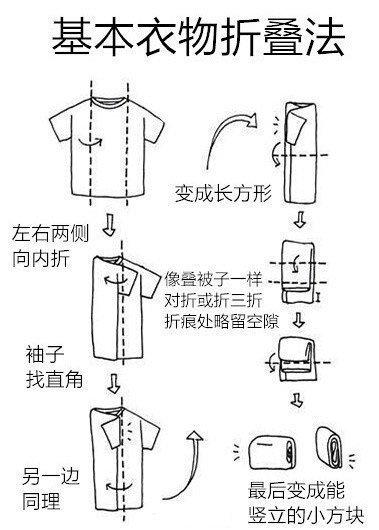 基本衣物折叠法
左右两侧
向内折
袖子
找直角
另一边
同理
变成长方形
像叠被子一样
对折或折三折
折痕处略留空隙
最后变成能
竖立的小方块